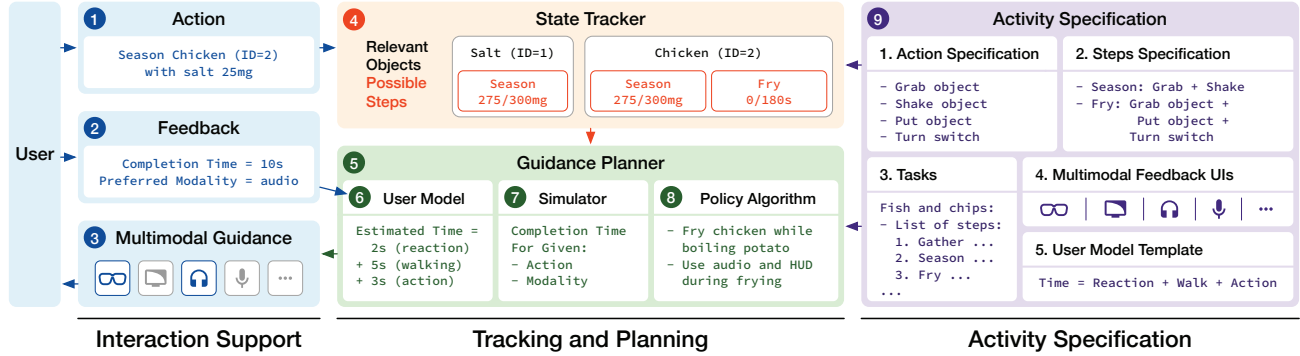 User
1 Action
Season Chicken (ID=2)
with salt 25mg
2 Feedback
Completion Time = 10s
Preferred Modality = audio
3 Multimodal Guidance
...
Interaction Support
4 State Tracker
Relevant
Objects
Possible
Steps
Salt (ID=1)
Season
275/300mg
Chicken (ID=2)
Season
275/300mg
Fry
0/180s
5 Guidance Planner
6 User Model
Estimated Time =
2s (reaction)
+ 5s (walking)
+ 3s (action)
7 Simulator
Completion Time
For Given:
- Action
- Modality
8 Policy Algorithm
- Fry chicken while
boiling potato
- Use audio and HUD
during frying
Tracking and Planning
9 Activity Specification
1. Action Specification
- Grab object
- Shake object
- Put object
- Turn switch
2. Steps Specification
- Season: Grab + Shake
- Fry: Grab object +
Put object +
Turn switch
3. Tasks
Fish and chips:
- List of steps:
1. Gather ...
2. Season ...
3. Fry ...
...
4. Multimodal Feedback UIs
...
5. User Model Template
Time = Reaction + Walk + Action
Activity Specification